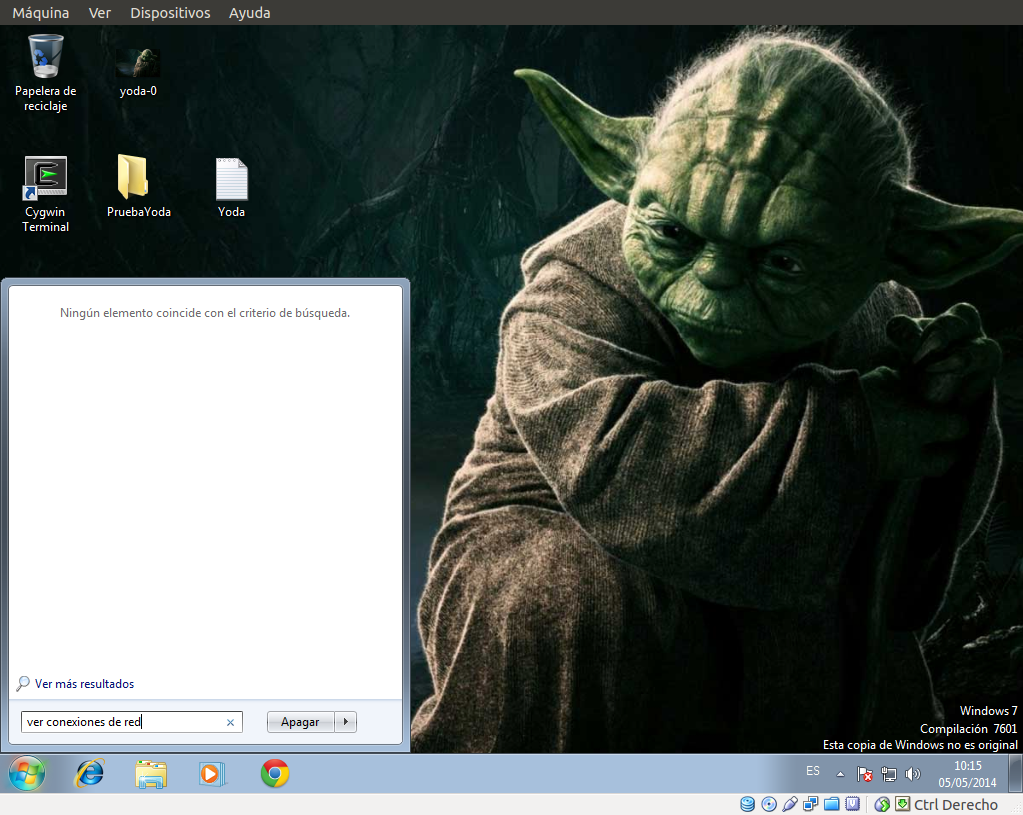 Máquina Ver Dispositivos Ayuda
Papelera de
reciclaje
yoda-0
Cygwin
Terminal
PruebaYoda
Yoda
Ningún elemento coincide con el criterio de búsqueda.
Ver más resultados
ver conexiones de red
Apagar
Windows 7
Compilación 7601
Esta copia de Windows no es original
ES
10:15
05/05/2014
Ctrl Derecho